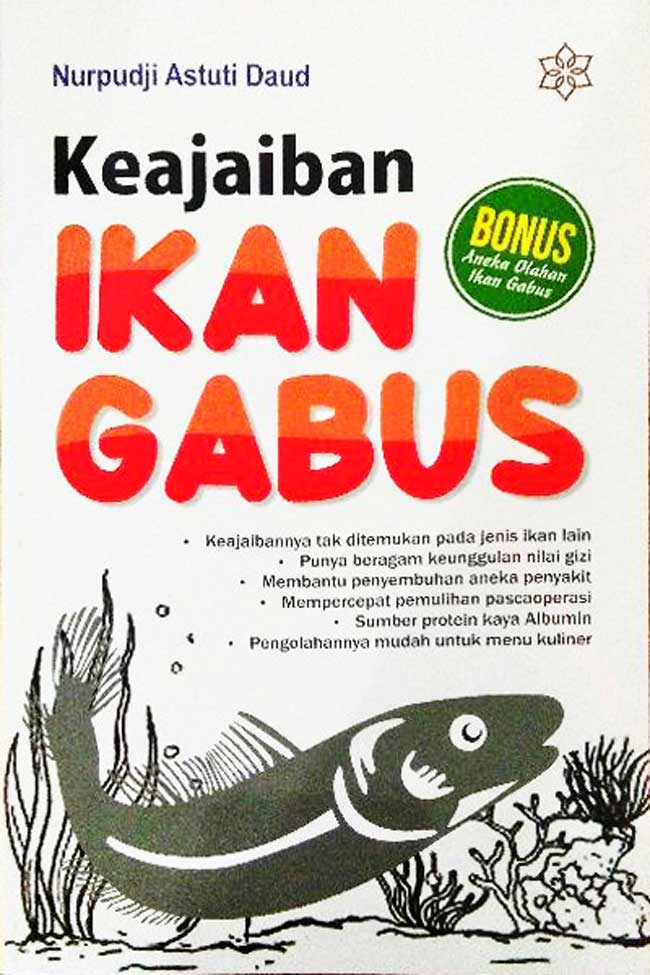 Nurpudji Astuti Daud
Keajaiban
IKAN
GABUS
BONUS
Aneka Olahan
Ikan Gabus
• Keajaibannya tak ditemukan pada jenis ikan lain
• Punya beragam keunggulan nilai gizi
• Membantu penyembuhan aneka penyakit
• Mempercepat pemulihan pascaoperasi
• Sumber protein kaya Albumin
• Pengolahannya mudah untuk menu kuliner